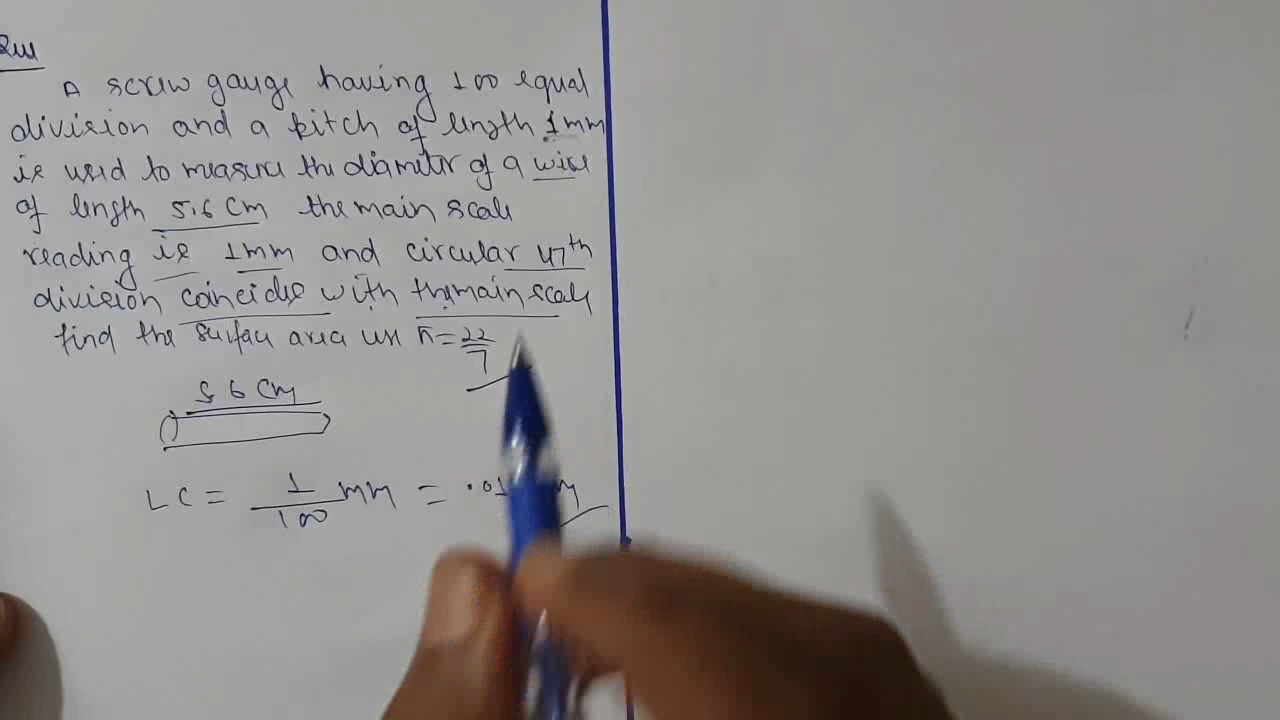 Que
A screw gauge having 100 equal
division and a pitch of length 1mm
is used to measure the diameter of a wire
of length 5.6 cm the main scale
reading is 1mm and circular 47th
division coincide with the main scale
find the surface area use π = 22/7
5.6 cm
LC = 1/100 mm = .01